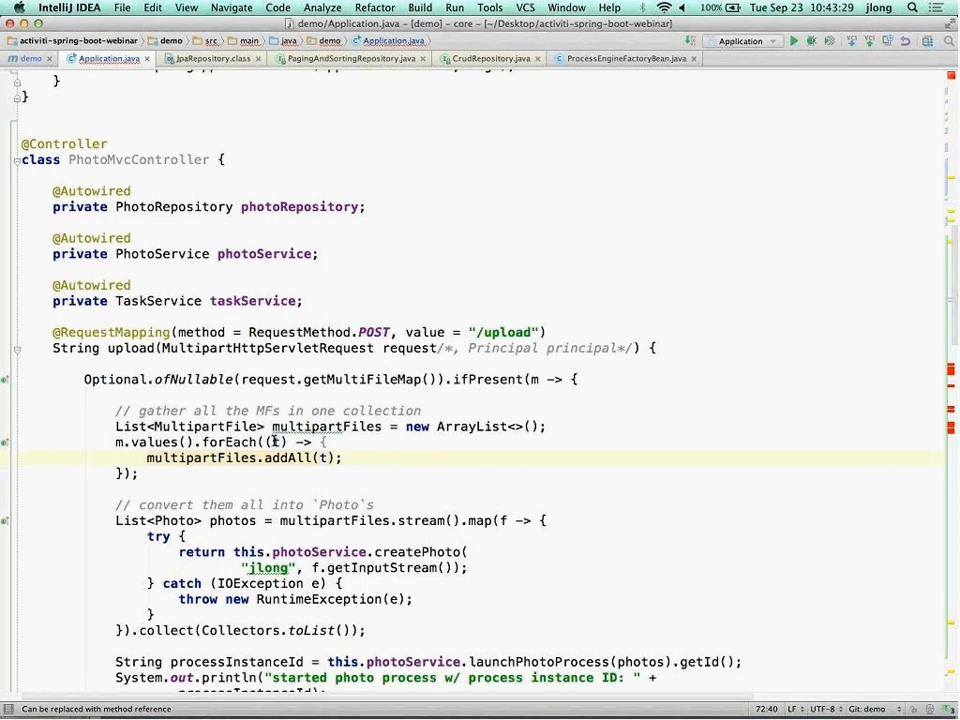 IntelliJ IDEA File Edit View Navigate Code Analyze Refactor Build Run Tools VCS Window Help 100% Tue Sep 23 10:43:29 jlong
demo/Application.java - [demo] - core - [~/Desktop/activiti-spring-boot-webinar]
activiti-spring-boot-webinar demo src main java demo Application.java Application
demo Application.java JpaRepository.class PagingAndSortingRepository.java CrudRepository.java ProcessEngineFactoryBean.java
}
}
@Controller
class PhotoMvcController {
@Autowired
private PhotoRepository photoRepository;
@Autowired
private PhotoService photoService;
@Autowired
private TaskService taskService;
@RequestMapping(method = RequestMethod.POST, value = "/upload")
String upload(MultipartHttpServletRequest request/*, Principal principal*/) {
Optional.ofNullable(request.getMultiFileMap()).ifPresent(m -> {
// gather all the MFs in one collection
List<MultipartFile> multipartFiles = new ArrayList<>();
m.values().forEach((t) -> {
multipartFiles.addAll(t);
});
// convert them all into `Photo`s
List<Photo> photos = multipartFiles.stream().map(f -> {
try {
return this.photoService.createPhoto(
"jlong", f.getInputStream());
} catch (IOException e) {
throw new RuntimeException(e);
}
}).collect(Collectors.toList());
String processInstanceId = this.photoService.launchPhotoProcess(photos).getId();
System.out.println("started photo process w/ process instance ID: " +
processInstanceId);
Can be replaced with method reference 72:40 LF UTF-8 Git: demo